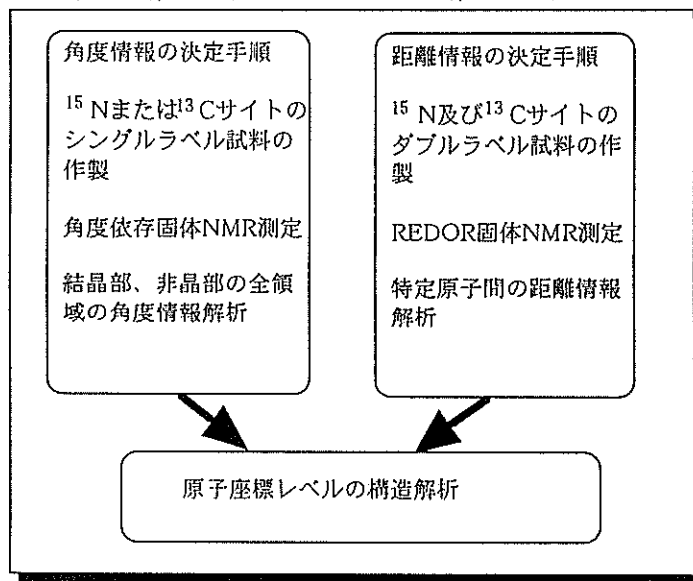 角度情報の決定手順
¹⁵ Nまたは¹³ Cサイトの
シングルラベル試料の
作製
角度依存固体NMR測定
結晶部、非晶部の全領
域の角度情報解析
距離情報の決定手順
¹⁵ N及び¹³ Cサイトの
ダブルラベル試料の作
製
REDOR固体NMR測定
特定原子間の距離情報
解析
原子座標レベルの構造解析